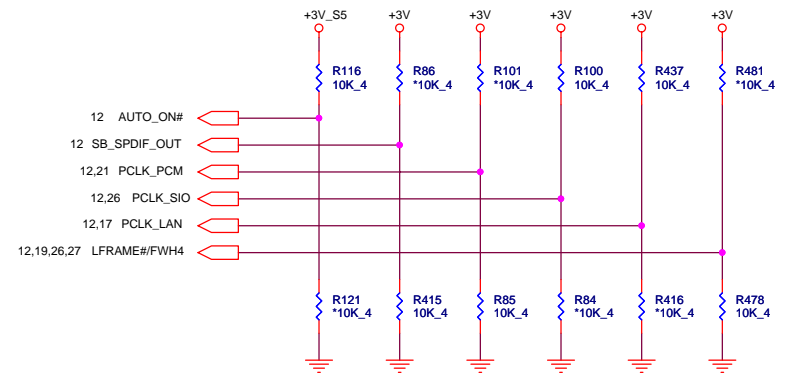 +3V_S5 +3V +3V +3V +3V +3V
R116 R86 R101 R100 R437 R481
10K_4 *10K_4 *10K_4 10K_4 10K_4 *10K_4
12 AUTO_ON#
12 SB_SPDIF_OUT
12,21 PCLK_PCM
12,26 PCLK_SIO
12,17 PCLK_LAN
12,19,26,27 LFRAME#/FWH4
R121 R415 R85 R84 R416 R478
*10K_4 10K_4 10K_4 *10K_4 *10K_4 10K_4